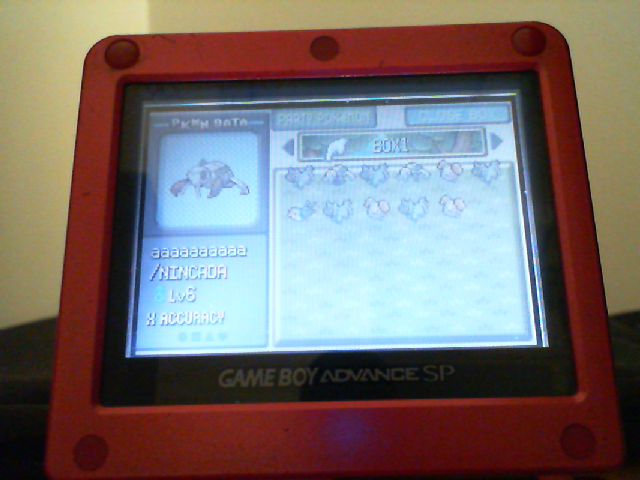 PKMN DATA
PARTY POKéMON
CLOSE BOX
BOX1
aaaaaaaaaa
/NINCADA
Lv6
X ACCURACY
GAME BOY ADVANCE SP